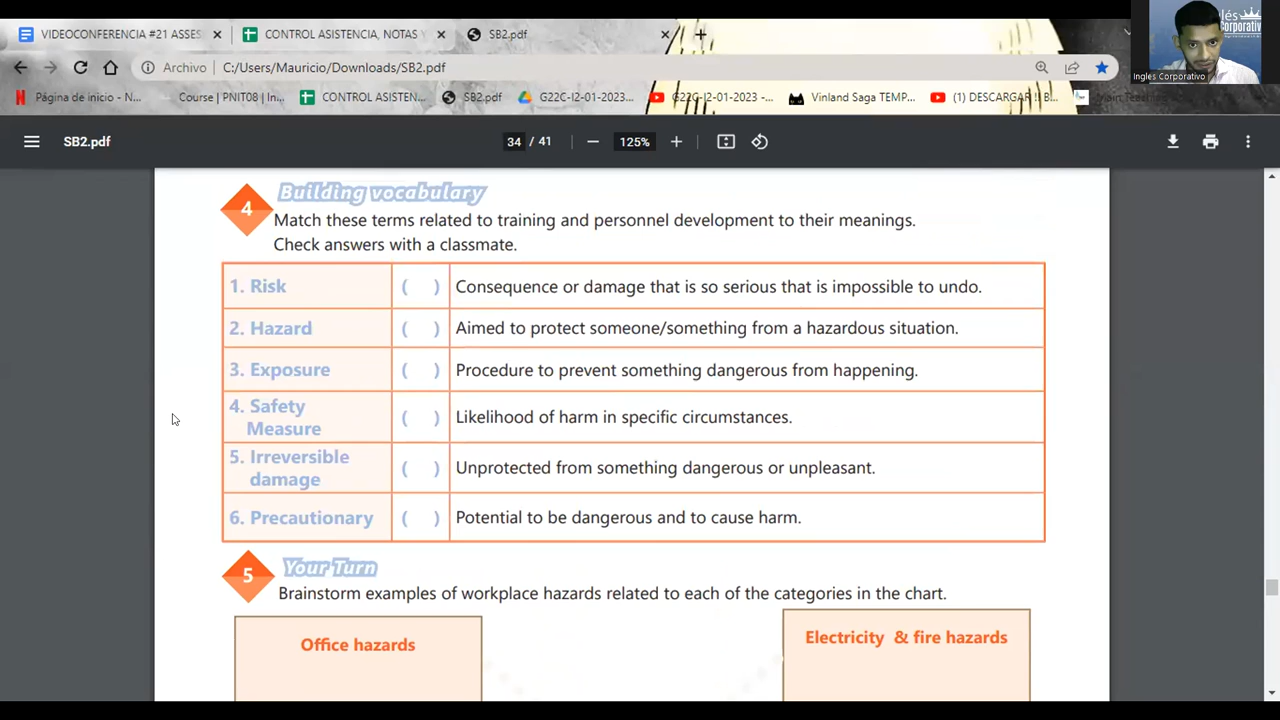 VIDEOCONFERENCIA #21 ASSES
CONTROL ASISTENCIA, NOTAS Y
SB2.pdf
Archivo
C:/Users/Mauricio/Downloads/SB2.pdf
Página de inicio - N...
Course | PNIT08 | In...
CONTROL ASISTEN...
SB2.pdf
G22C-I2-01-2023...
G22C-I2-01-2023 -...
Vinland Saga TEMP...
(1) DESCARGAR
Ingles Corporativo
SB2.pdf
34 / 41
125%
4
Building vocabulary
Match these terms related to training and personnel development to their meanings.
Check answers with a classmate.
1. Risk ( ) Consequence or damage that is so serious that is impossible to undo.
2. Hazard ( ) Aimed to protect someone/something from a hazardous situation.
3. Exposure ( ) Procedure to prevent something dangerous from happening.
4. Safety
Measure ( ) Likelihood of harm in specific circumstances.
5. Irreversible
damage ( ) Unprotected from something dangerous or unpleasant.
6. Precautionary ( ) Potential to be dangerous and to cause harm.
5
Your Turn
Brainstorm examples of workplace hazards related to each of the categories in the chart.
Office hazards
Electricity & fire hazards